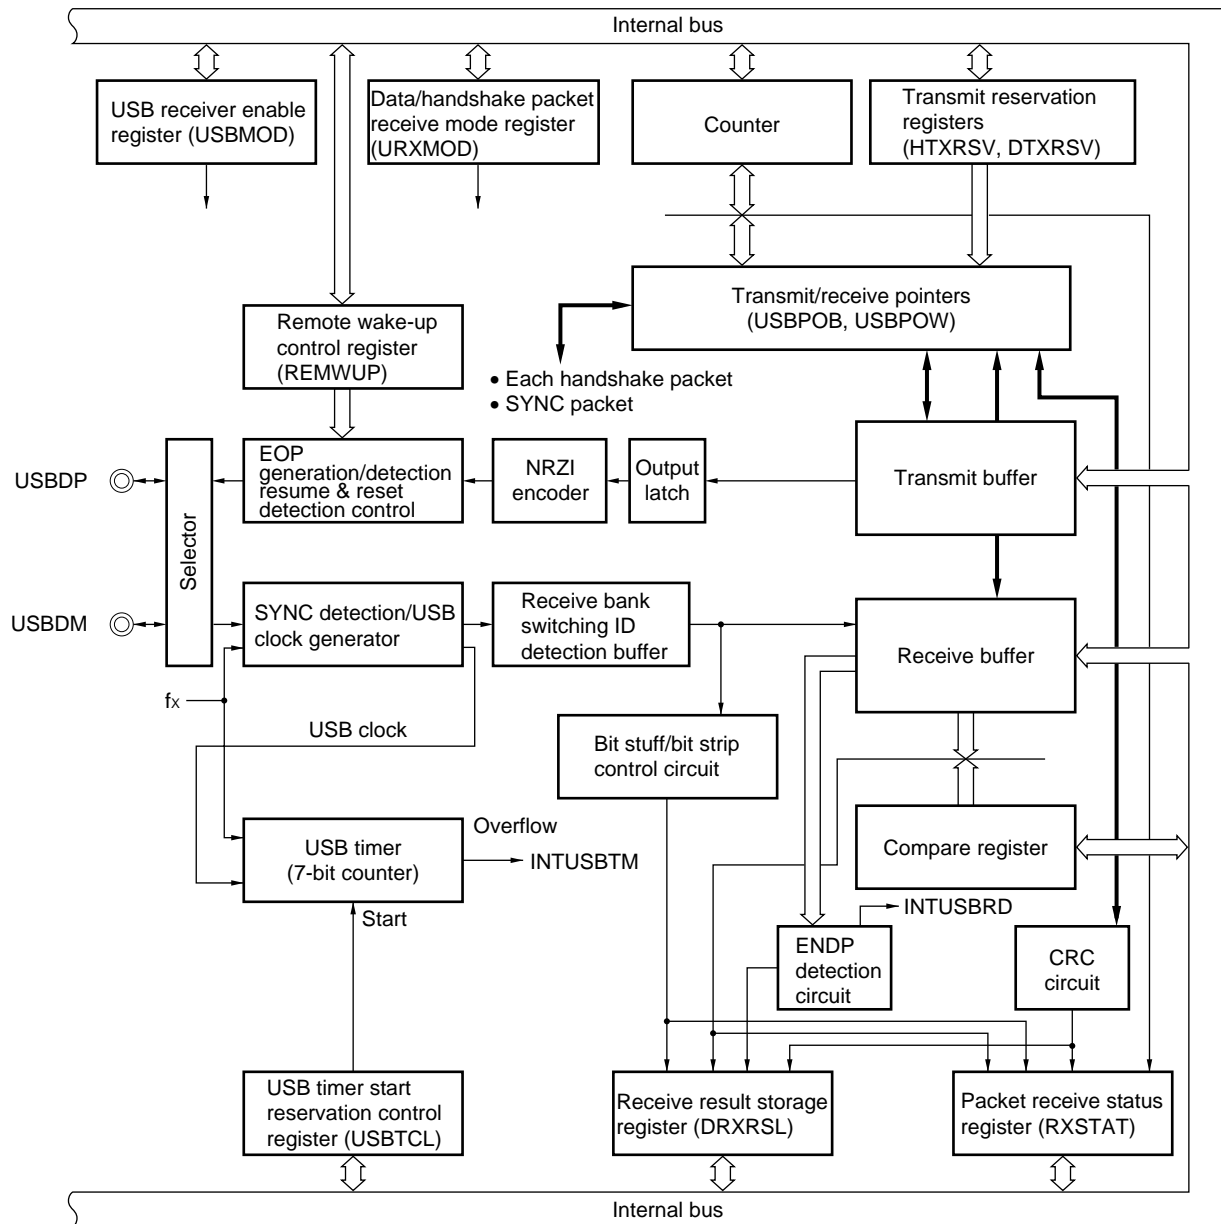 Internal bus
USB receiver enable
register (USBMOD)
Data/handshake packet
receive mode register
(URXMOD)
Counter
Transmit reservation
registers
(HTXRSV, DTXRSV)
Transmit/receive pointers
(USBPOB, USBPOW)
Remote wake-up
control register
(REMWUP)
• Each handshake packet
• SYNC packet
USBDP
Selector
EOP
generation/detection
resume & reset
detection control
NRZI
encoder
Output
latch
Transmit buffer
USBDM
SYNC detection/USB
clock generator
Receive bank
switching ID
detection buffer
Receive buffer
fX
USB clock
Bit stuff/bit strip
control circuit
USB timer
(7-bit counter)
Overflow
INTUSBTM
Start
Compare register
INTUSBRD
ENDP
detection
circuit
CRC
circuit
USB timer start
reservation control
register (USBTCL)
Receive result storage
register (DRXRSL)
Packet receive status
register (RXSTAT)
Internal bus